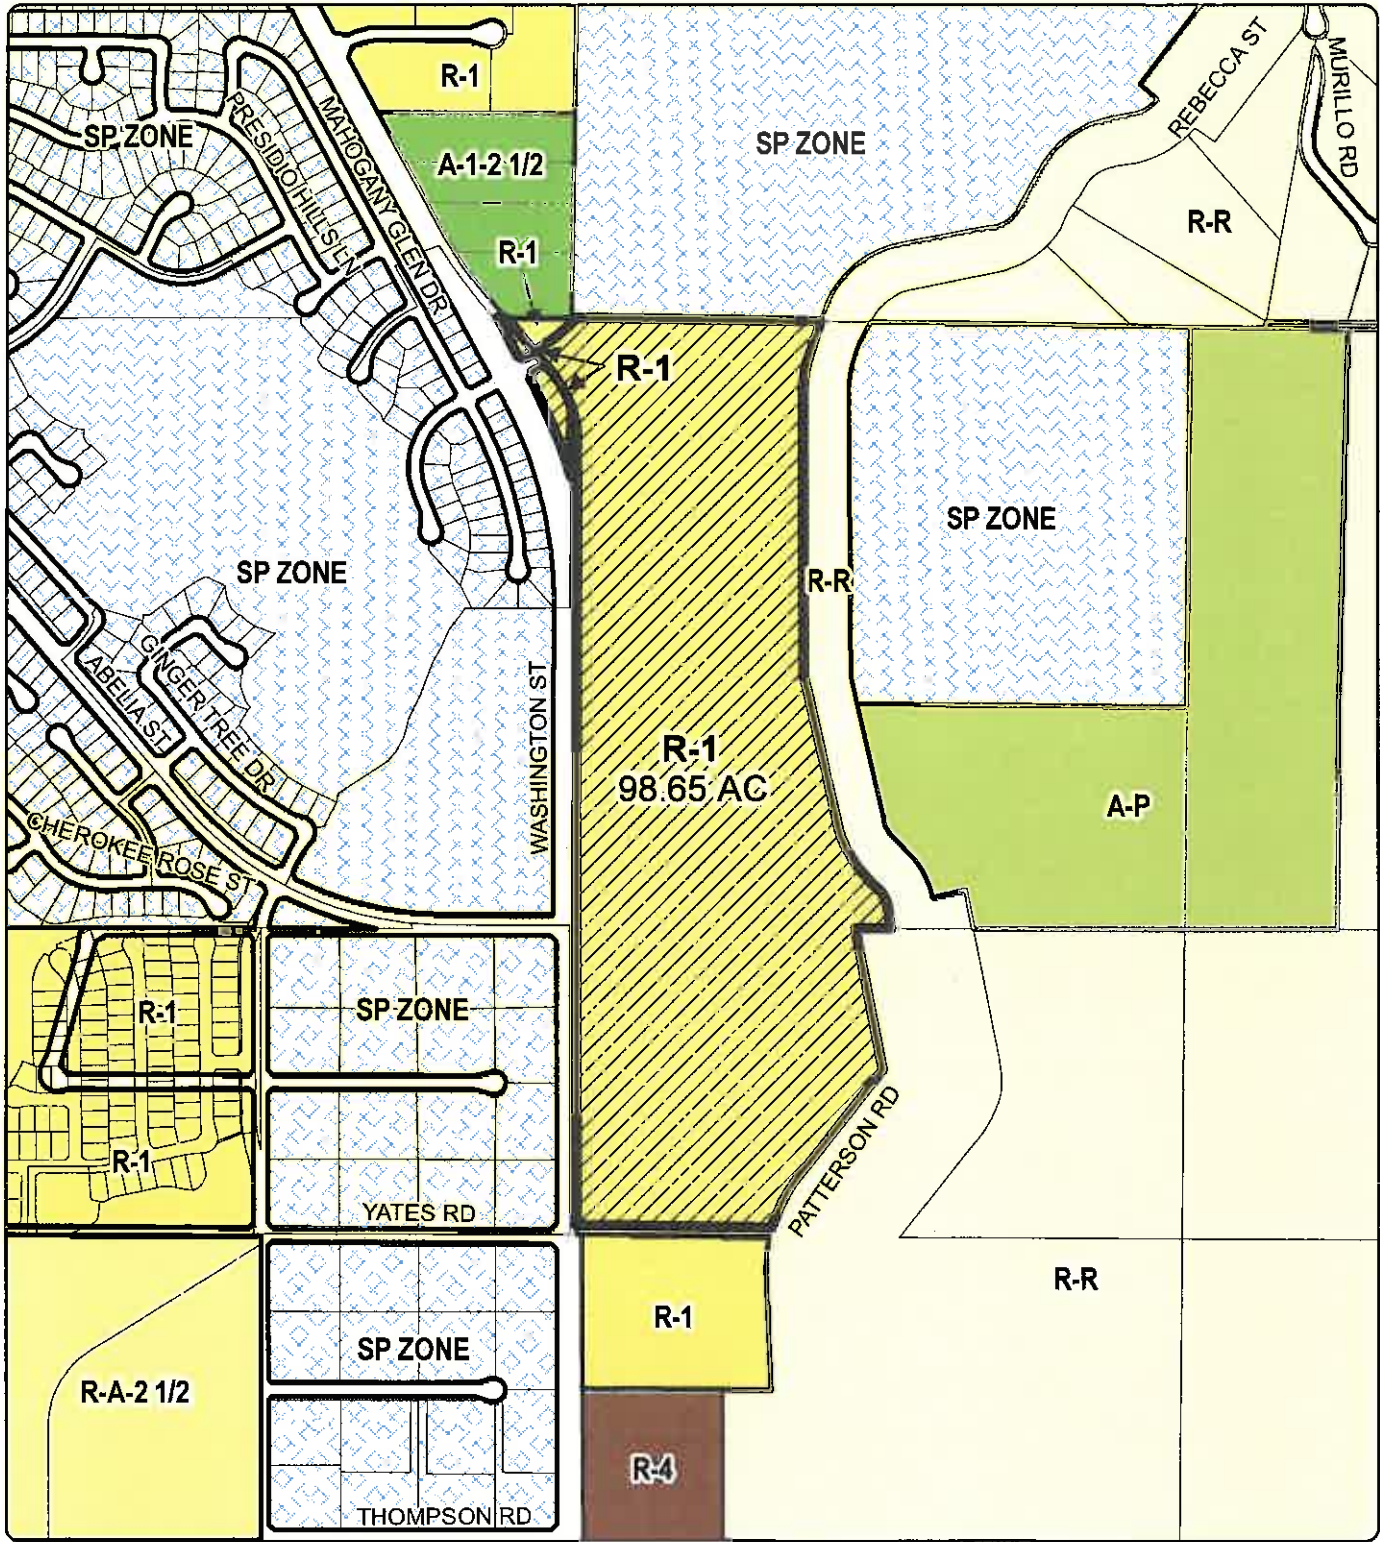 R-1
SP ZONE
PRESIDIO HILLS LN
MAHOGANY GLEN DR
A-1-2 1/2
R-1
SP ZONE
REBECCA ST
MURILLO RD
R-R
R-1
SP ZONE
SP ZONE
R-R
GINGER TREE DR
ABELIA ST
WASHINGTON ST
R-1
98.65 AC
A-P
CHEROKEE ROSE ST
R-1
SP ZONE
R-1
YATES RD
PATTERSON RD
R-R
R-1
SP ZONE
R-A-2 1/2
R-4
THOMPSON RD